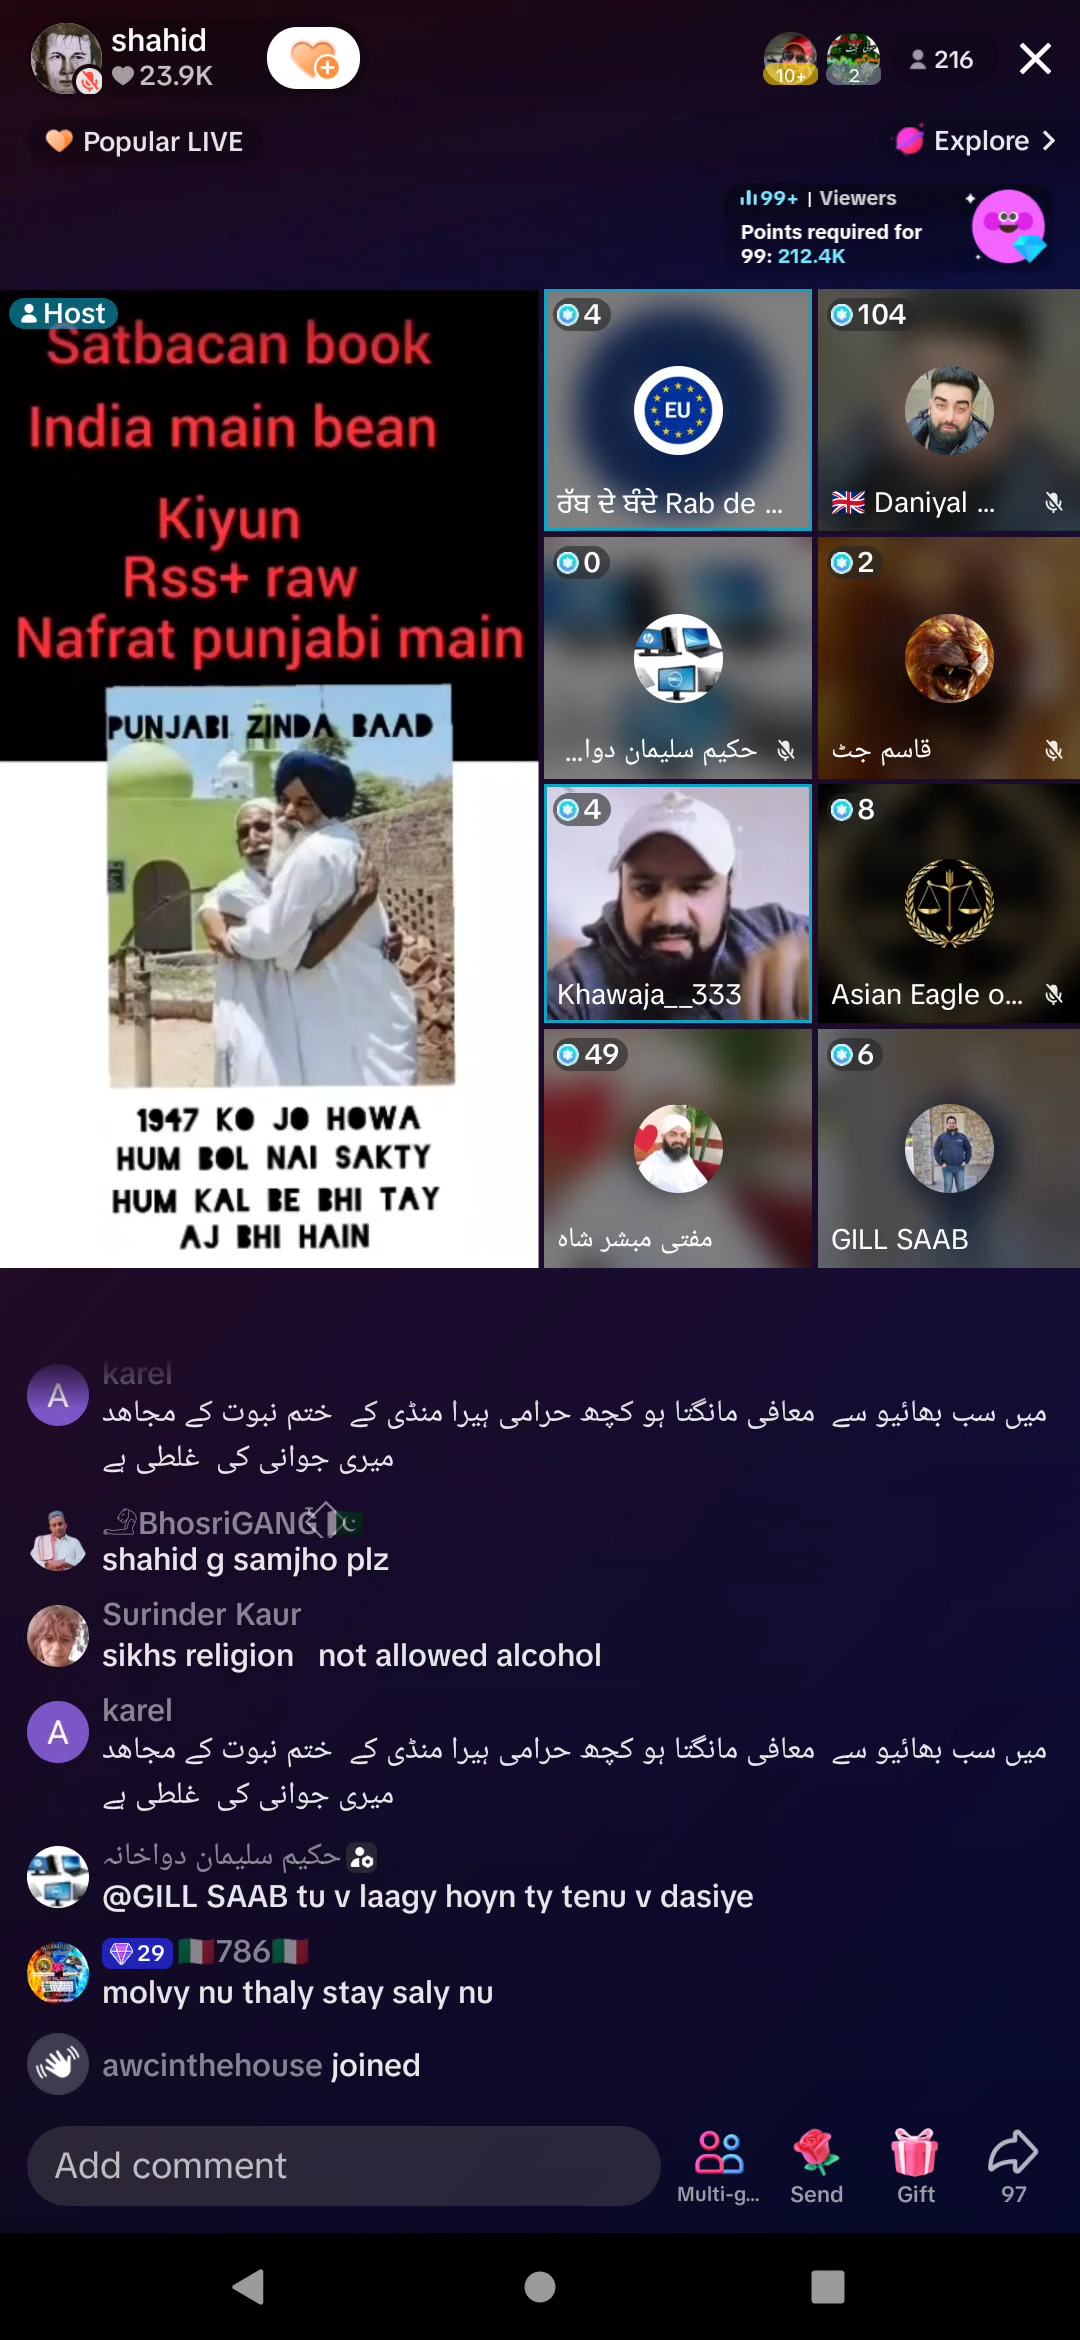 shahid
23.9K
10+
2
216
Popular LIVE
Explore
99+ | Viewers
Points required for
99: 212.4K
Host
Satbacan book
India main bean
Kiyun
Rss+ raw
Nafrat punjabi main
PUNJABI ZINDA BAAD
1947 KO JO HOWA
HUM BOL NAI SAKTY
HUM KAL BE BHI TAY
AJ BHI HAIN
4
EU
ਰੱਬ ਦੇ ਬੰਦੇ Rab de ...
104
🇬🇧 Daniyal ...
0
حکیم سلیمان دوا...
2
قاسم جٹ
4
Khawaja__333
8
Asian Eagle o...
49
مفتی مبشر شاہ
6
GILL SAAB
A
karel
میں سب بھائیو سے معافی مانگتا ہو کچھ حرامی ہیرا منڈی کے ختم نبوت کے مجاھد
میری جوانی کی غلطی ہے
BhosriGANG
shahid g samjho plz
Surinder Kaur
sikhs religion not allowed alcohol
A
karel
میں سب بھائیو سے معافی مانگتا ہو کچھ حرامی ہیرا منڈی کے ختم نبوت کے مجاھد
میری جوانی کی غلطی ہے
حکیم سلیمان دواخانہ
@GILL SAAB tu v laagy hoyn ty tenu v dasiye
29 🇮🇹786🇮🇹
molvy nu thaly stay saly nu
awcinthehouse joined
Add comment
Multi-g...
Send
Gift
97